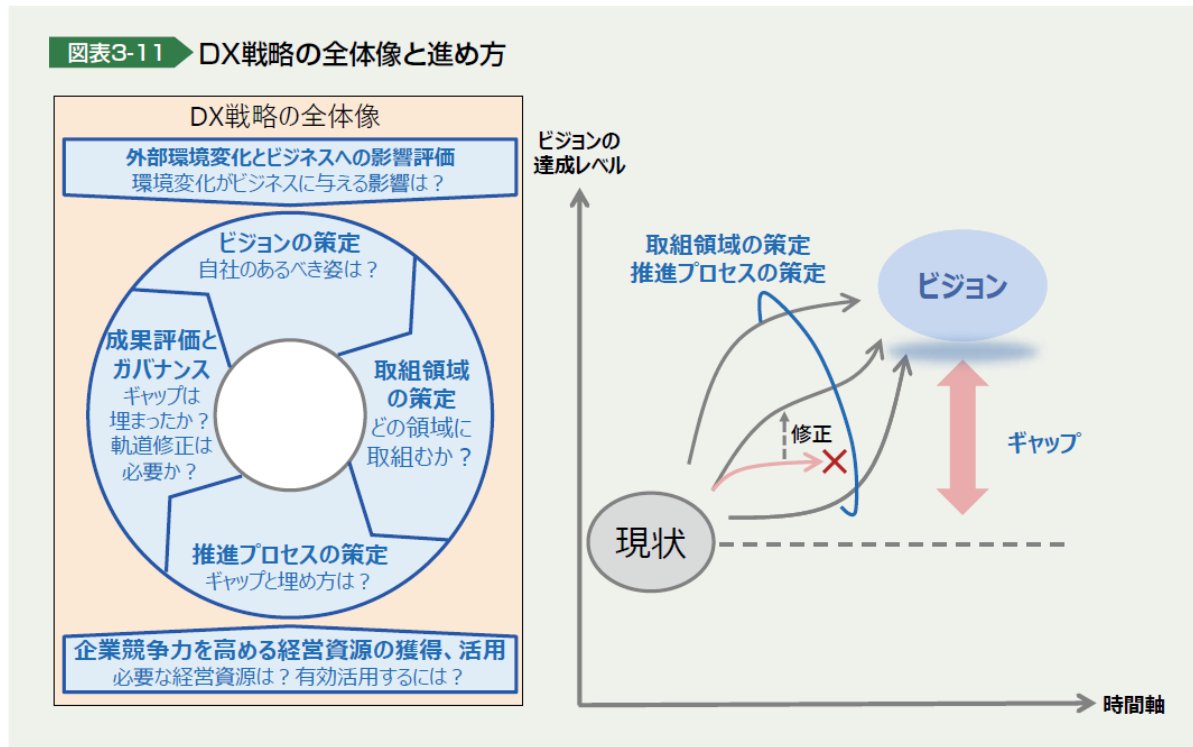 図表3-11
DX戦略の全体像と進め方
DX戦略の全体像
外部環境変化とビジネスへの影響評価
環境変化がビジネスに与える影響は？
ビジョンの策定
自社のあるべき姿は？
成果評価と
ガバナンス
ギャップは
埋まったか？
軌道修正は
必要か？
取組領域
の策定
どの領域に
取組むか？
推進プロセスの策定
ギャップと埋め方は？
企業競争力を高める経営資源の獲得、活用
必要な経営資源は？有効活用するには？
ビジョンの
達成レベル
取組領域の策定
推進プロセスの策定
ビジョン
修正
ギャップ
現状
時間軸